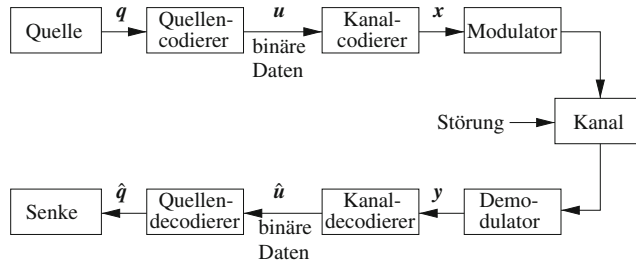 q
u
x
Quelle
Quellen-
codierer
binäre
Daten
Kanal-
codierer
Modulator
Störung
Kanal
q̂
û
y
Senke
Quellen-
decodierer
binäre
Daten
Kanal-
decodierer
Demo-
dulator